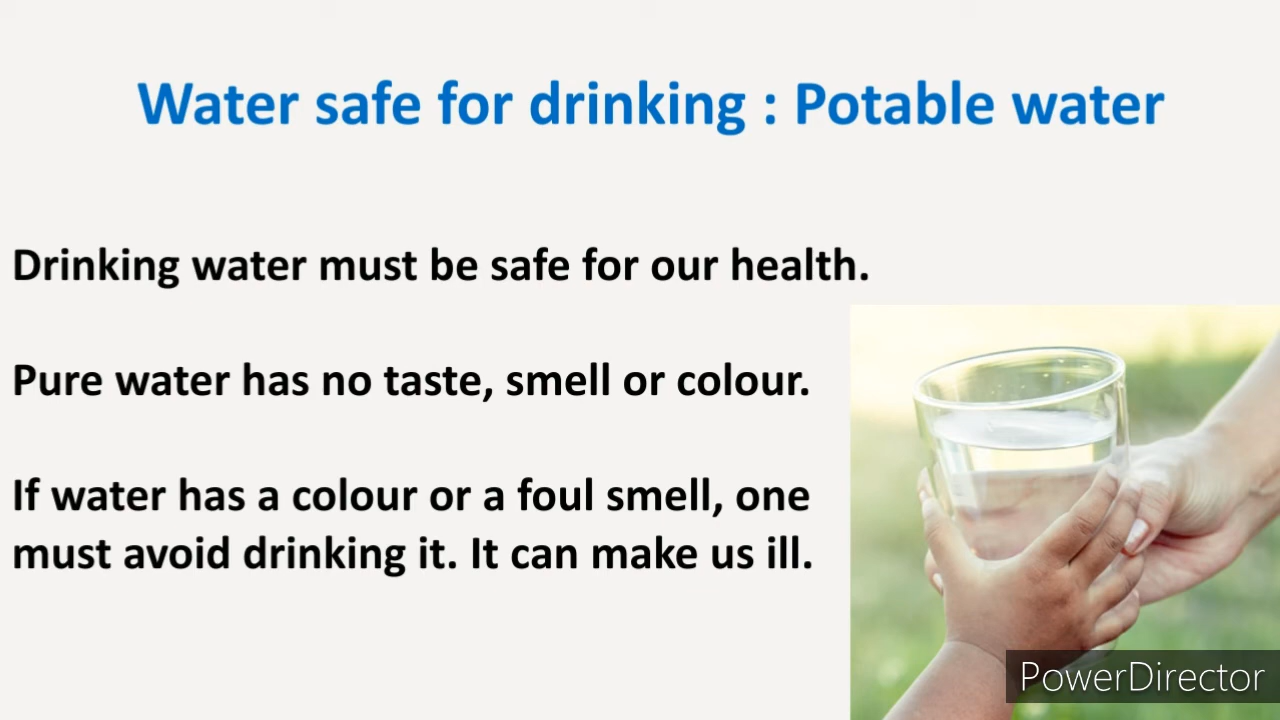 Water safe for drinking : Potable water
Drinking water must be safe for our health.
Pure water has no taste, smell or colour.
If water has a colour or a foul smell, one
must avoid drinking it. It can make us ill.
PowerDirector